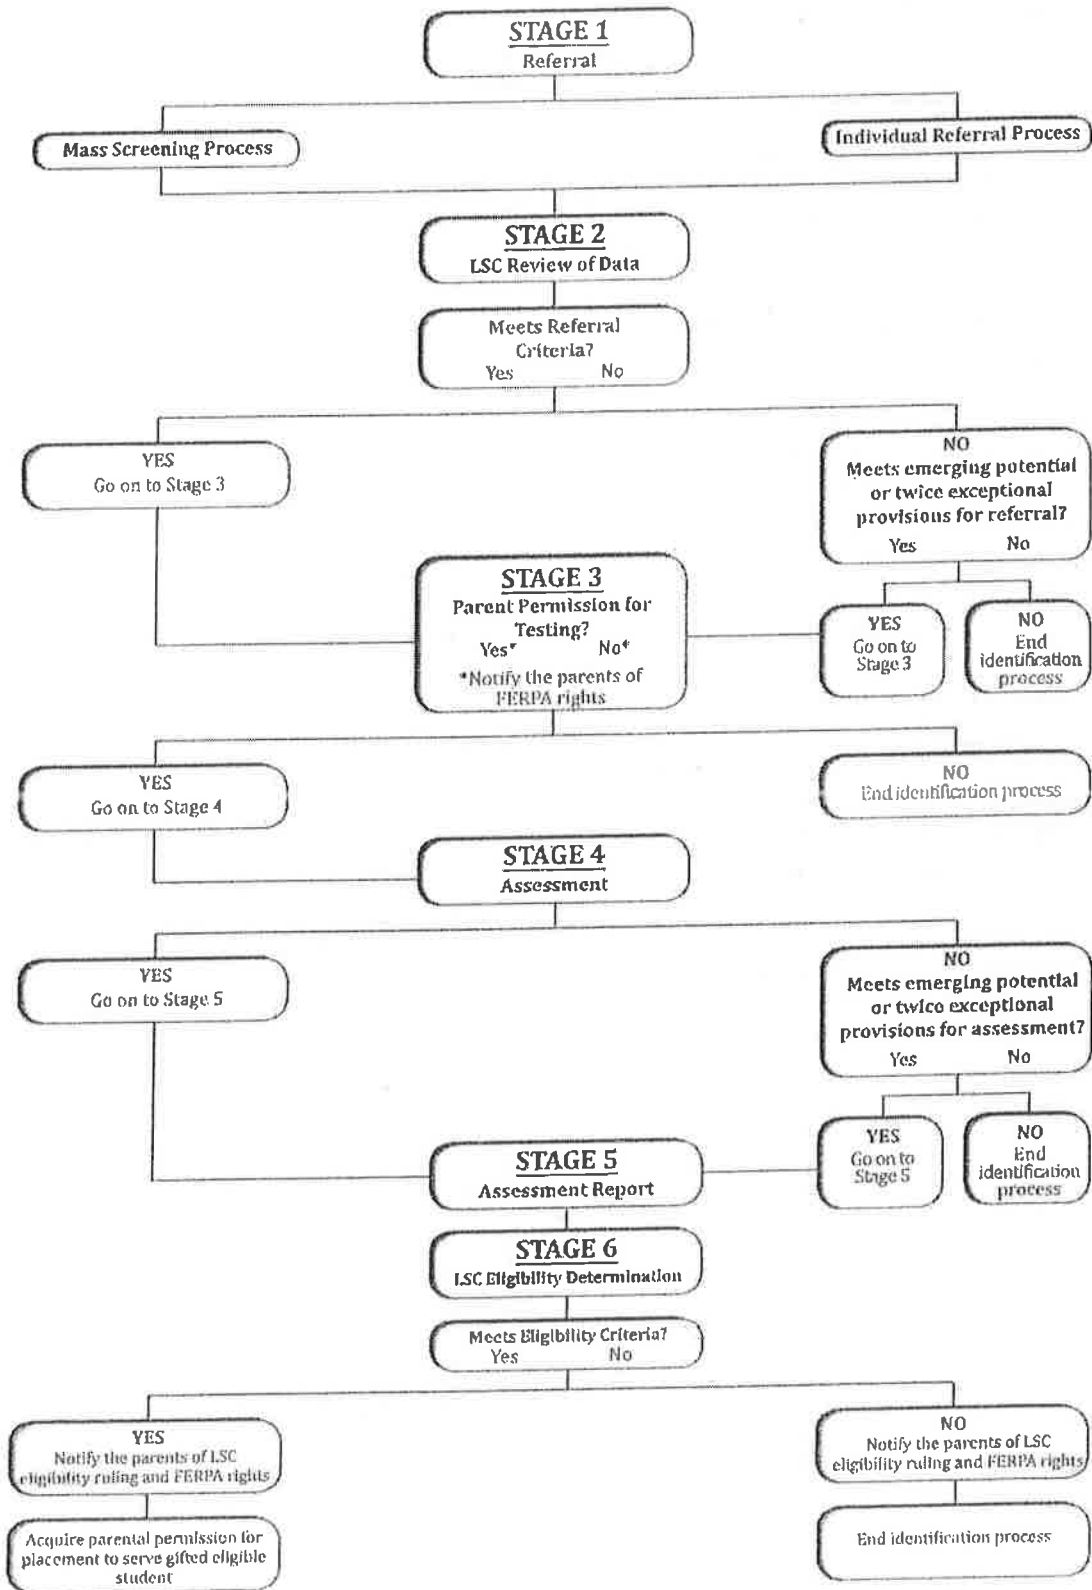 STAGE 1
Referral
Mass Screening Process
Individual Referral Process
STAGE 2
LSC Review of Data
Meets Referral
Criteria?
Yes No
YES
Go on to Stage 3
NO
Meets emerging potential
or twice exceptional
provisions for referral?
Yes No
STAGE 3
Parent Permission for
Testing?
Yes* No*
*Notify the parents of
FERPA rights
YES
Go on to
Stage 3
NO
End
identification
process
YES
Go on to Stage 4
NO
End identification process
STAGE 4
Assessment
YES
Go on to Stage 5
NO
Meets emerging potential
or twice exceptional
provisions for assessment?
Yes No
STAGE 5
Assessment Report
YES
Go on to
Stage 5
NO
End
identification
process
STAGE 6
LSC Eligibility Determination
Meets Eligibility Criteria?
Yes No
YES
Notify the parents of LSC
eligibility ruling and FERPA rights
NO
Notify the parents of LSC
eligibility ruling and FERPA rights
Acquire parental permission for
placement to serve gifted eligible
student
End identification process